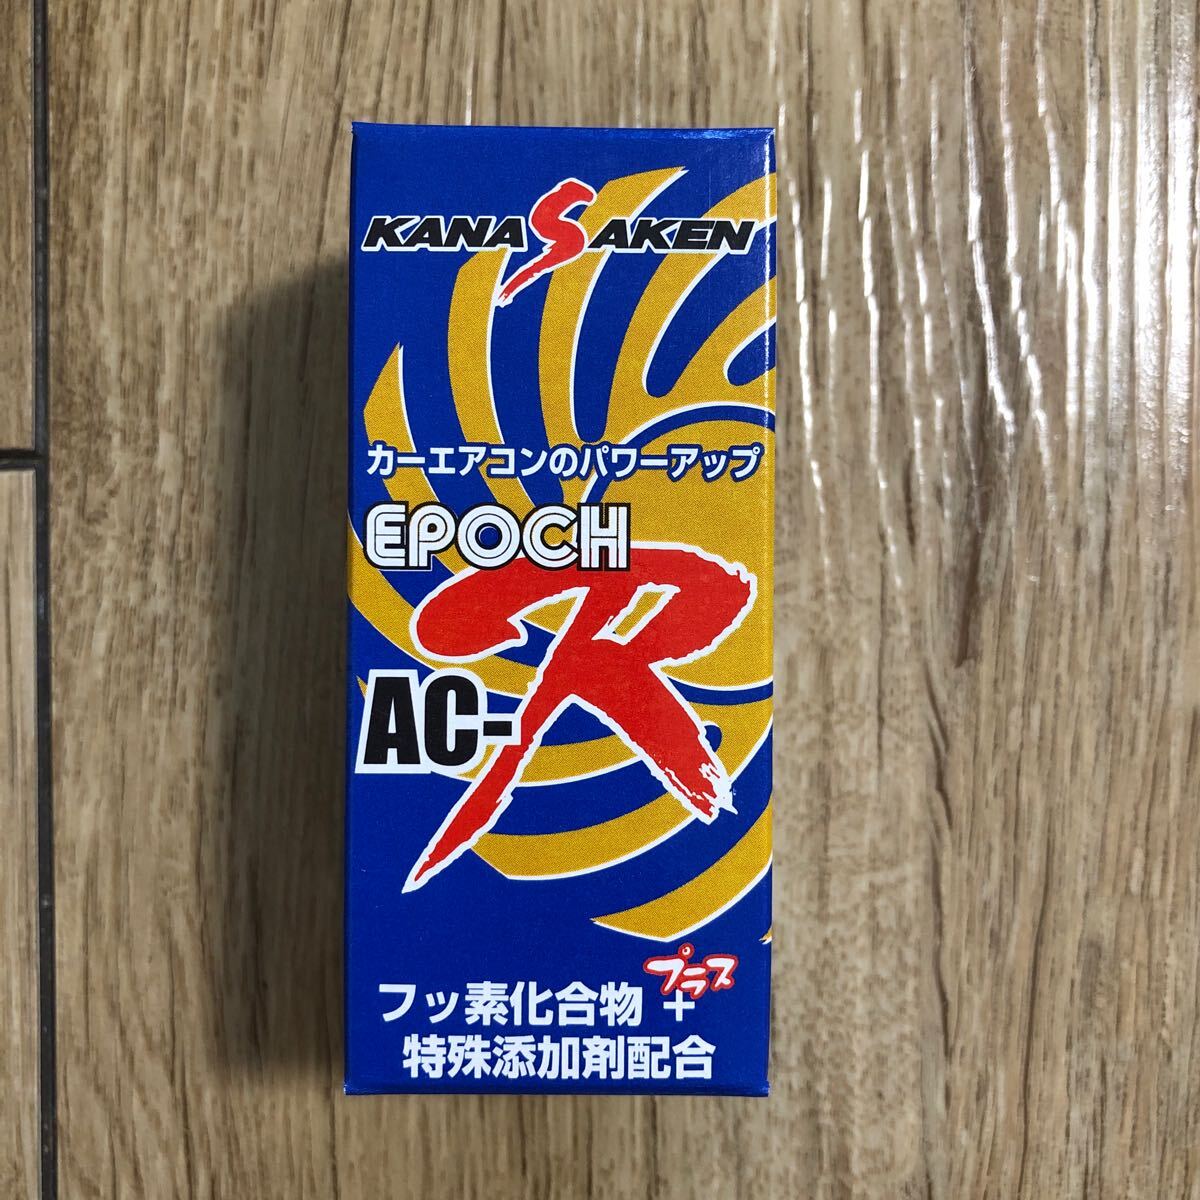 KANASAKEN
カーエアコンのパワーアップ
EPOCH
AC-R
プラス
フッ素化合物 +
特殊添加剤配合